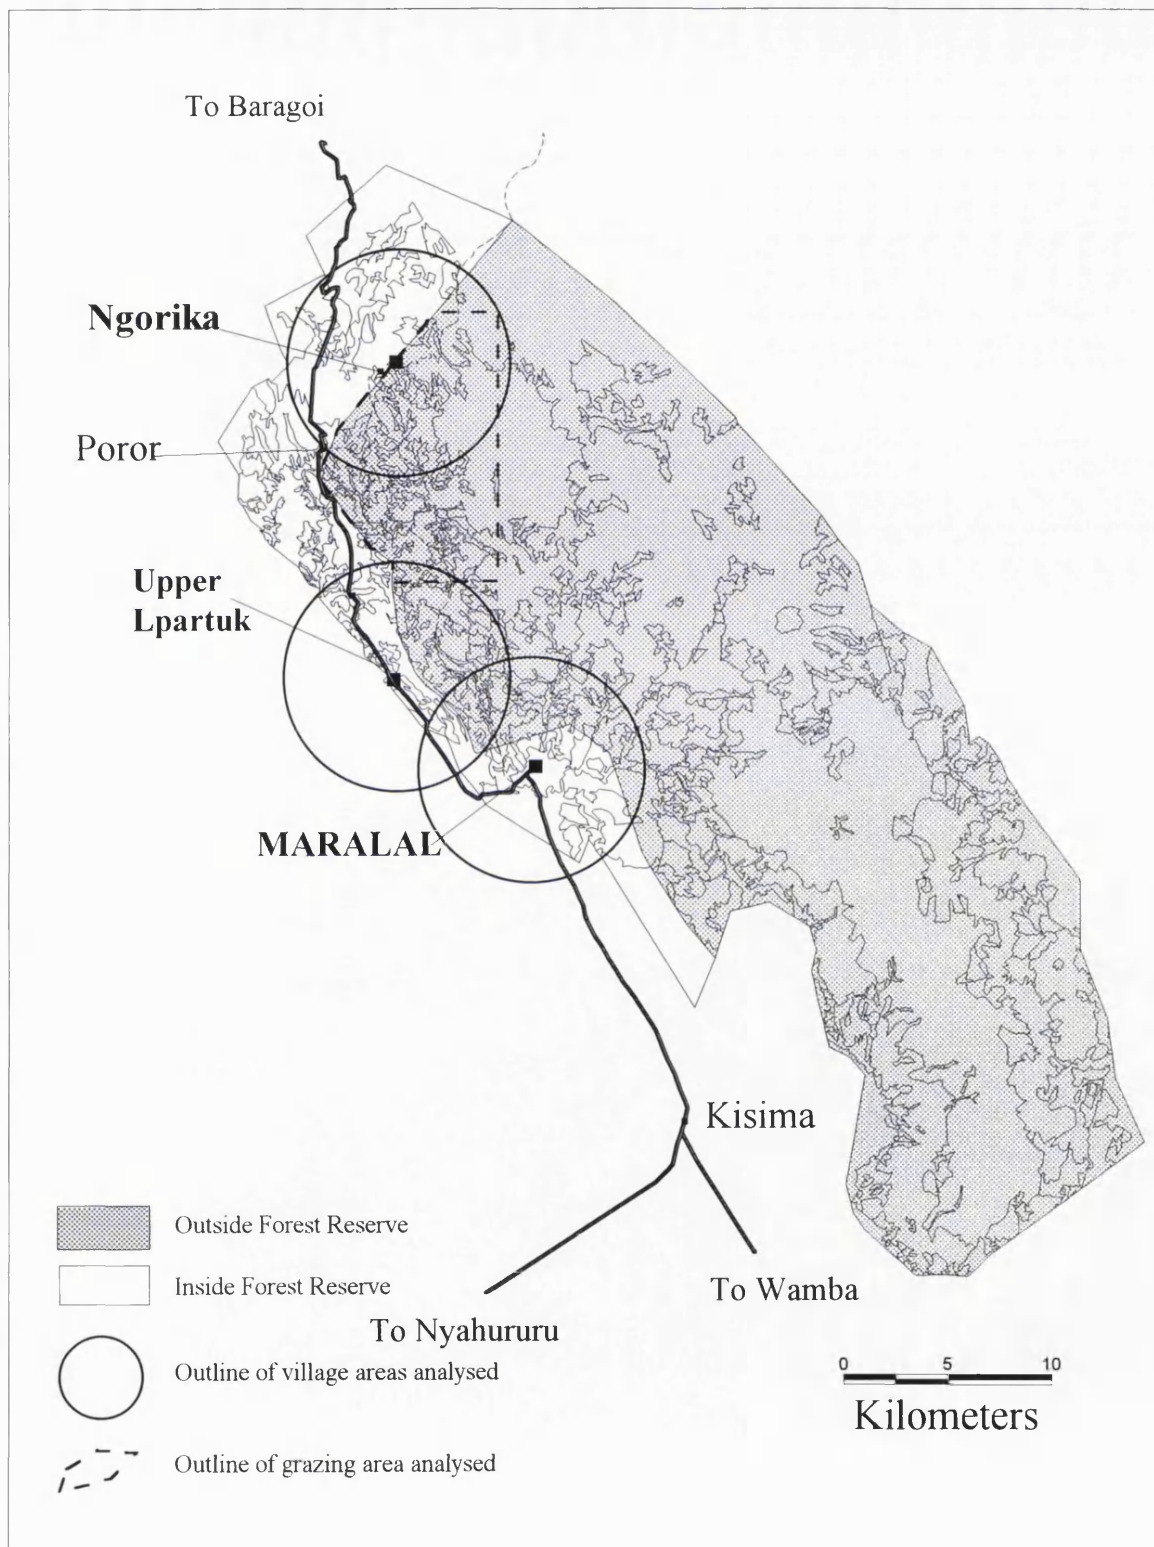 To Baragoi
Ngorika
Poror
Upper
Lpartuk
MARALAL
Kisima
Outside Forest Reserve
Inside Forest Reserve
To Wamba
To Nyahururu
Outline of village areas analysed
0 5 10
Kilometers
Outline of grazing area analysed